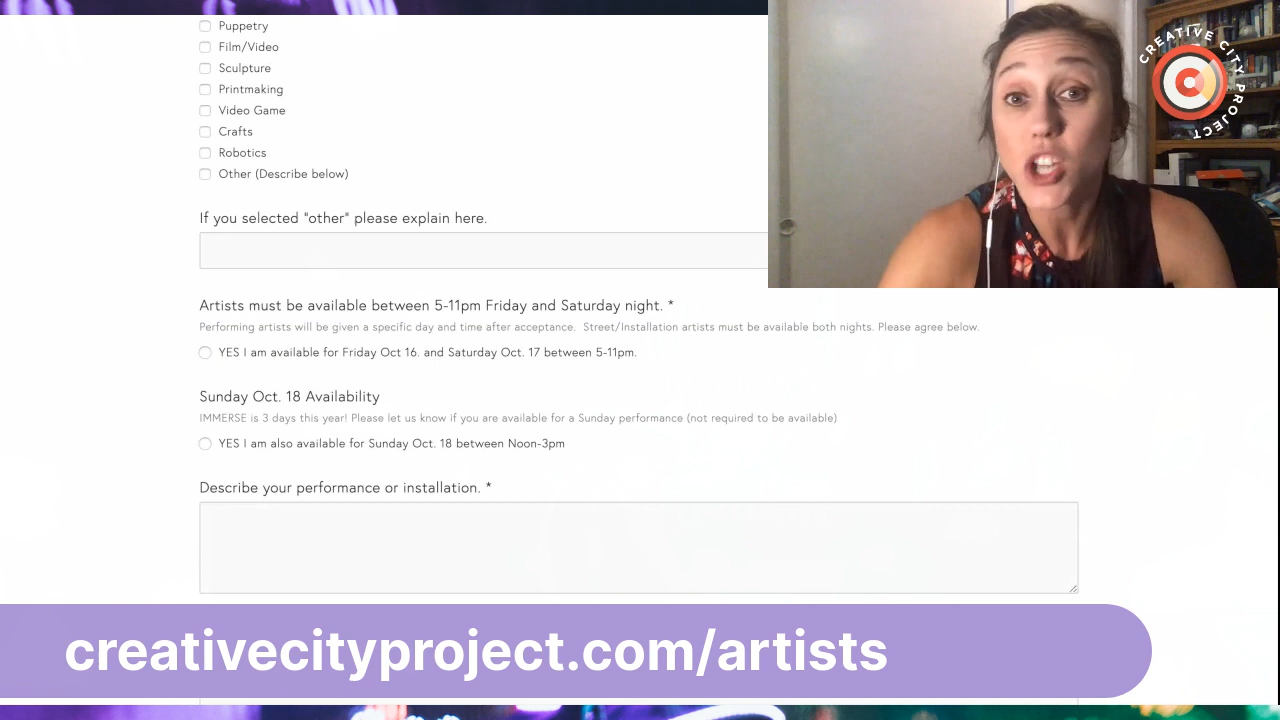 Puppetry
Film/Video
Sculpture
Printmaking
Video Game
Crafts
Robotics
Other (Describe below)
If you selected "other" please explain here.
Artists must be available between 5-11pm Friday and Saturday night. *
Performing artists will be given a specific day and time after acceptance.  Street/Installation artists must be available both nights. Please agree below.
YES I am available for Friday Oct 16. and Saturday Oct. 17 between 5-11pm.
Sunday Oct. 18 Availability
IMMERSE is 3 days this year! Please let us know if you are available for a Sunday performance (not required to be available)
YES I am also available for Sunday Oct. 18 between Noon-3pm
Describe your performance or installation. *
creativecityproject.com/artists
CREATIVE CITY PROJECT